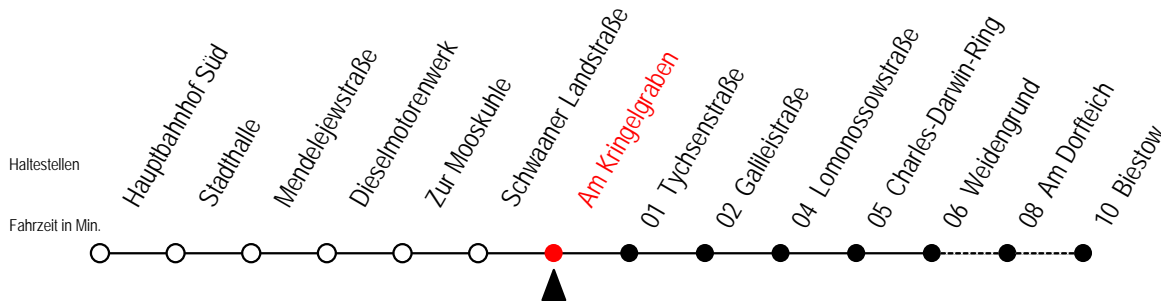 Hauptbahnhof Süd
Stadthalle
Mendelejewstraße
Dieselmotorenwerk
Zur Mooskuhle
Schwaaner Landstraße
Am Kringelgraben
01 Tychsenstraße
02 Galileistraße
04 Lomonossowstraße
05 Charles-Darwin-Ring
06 Weidengrund
08 Am Dorfteich
10 Biestow
Haltestellen
Fahrzeit in Min.